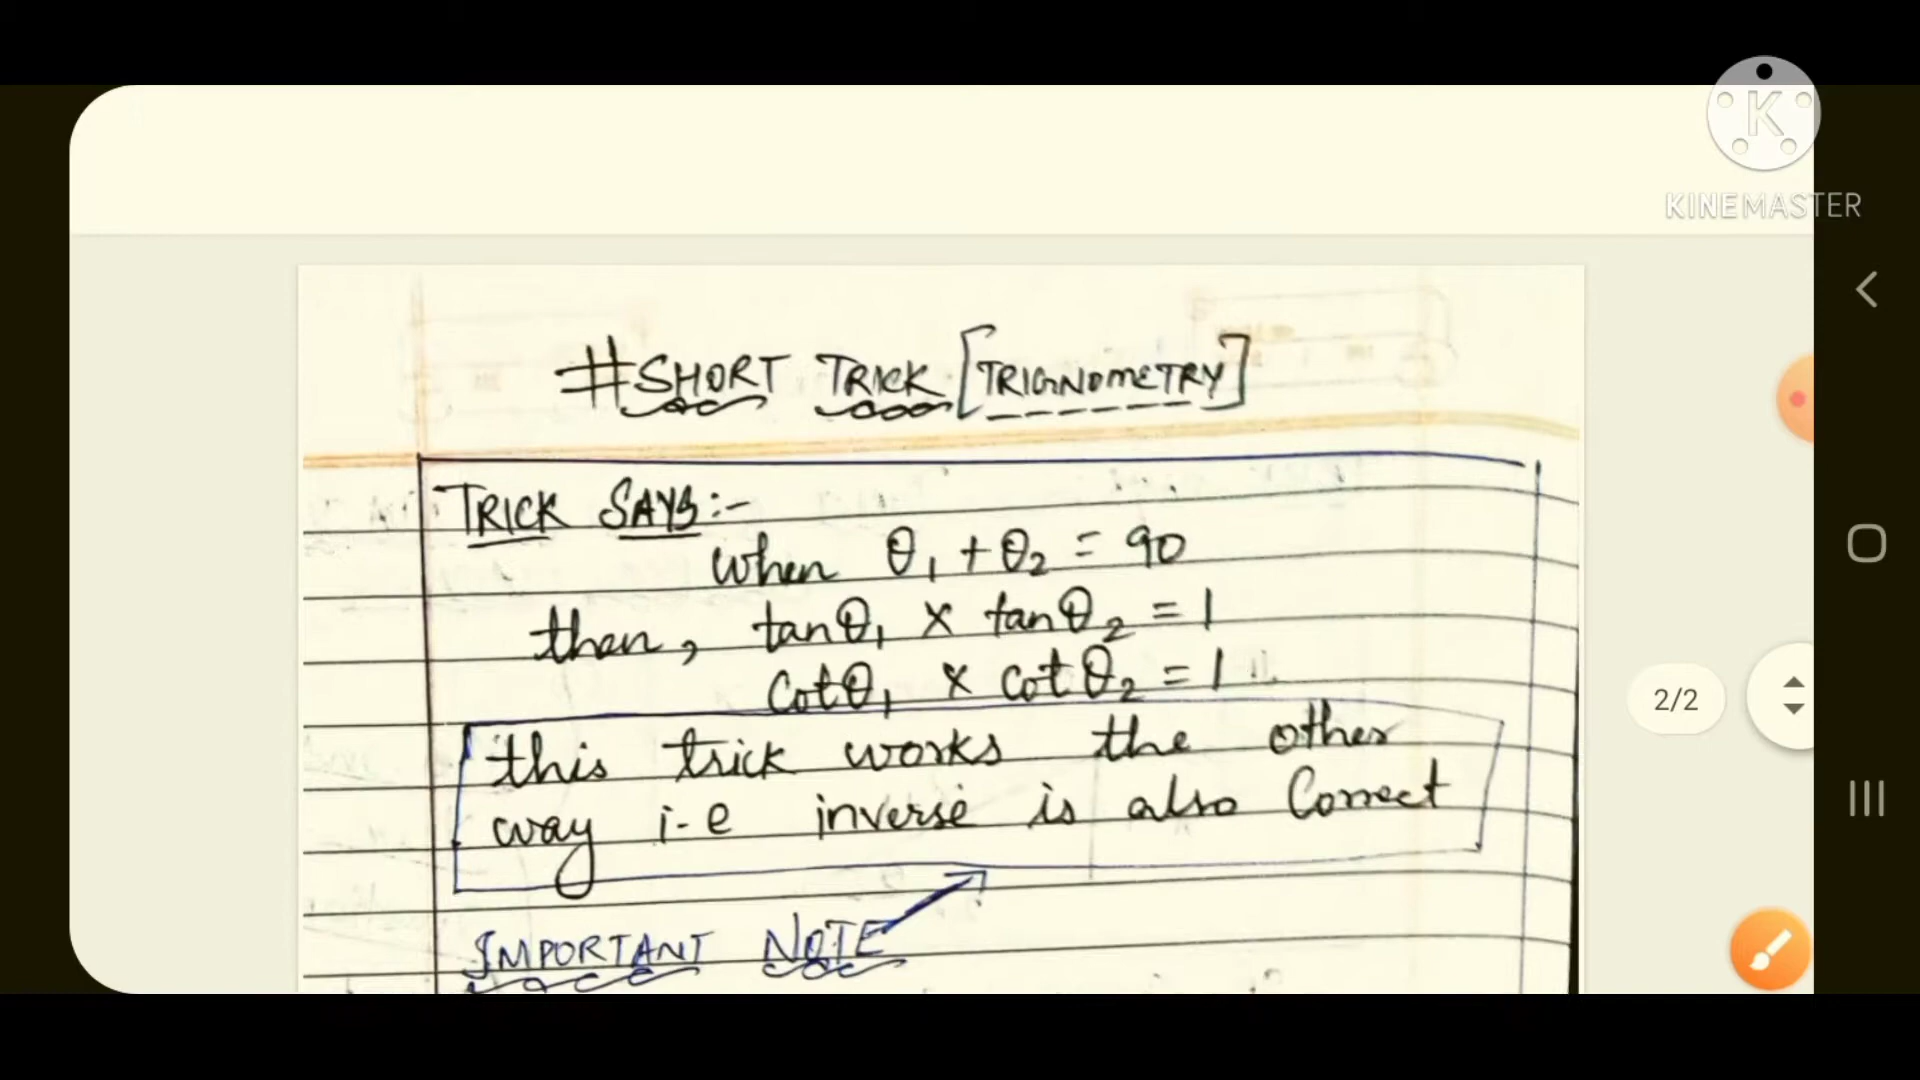 KINEMASTER
#SHORT TRICK [TRIGNOMETRY]
TRICK SAYS:-
when θ₁ + θ₂ = 90
then, tanθ₁ × tanθ₂ = 1
cotθ₁ × cotθ₂ = 1
this trick works the other
way i-e inverse is also Correct
IMPORTANT NOTE
2/2